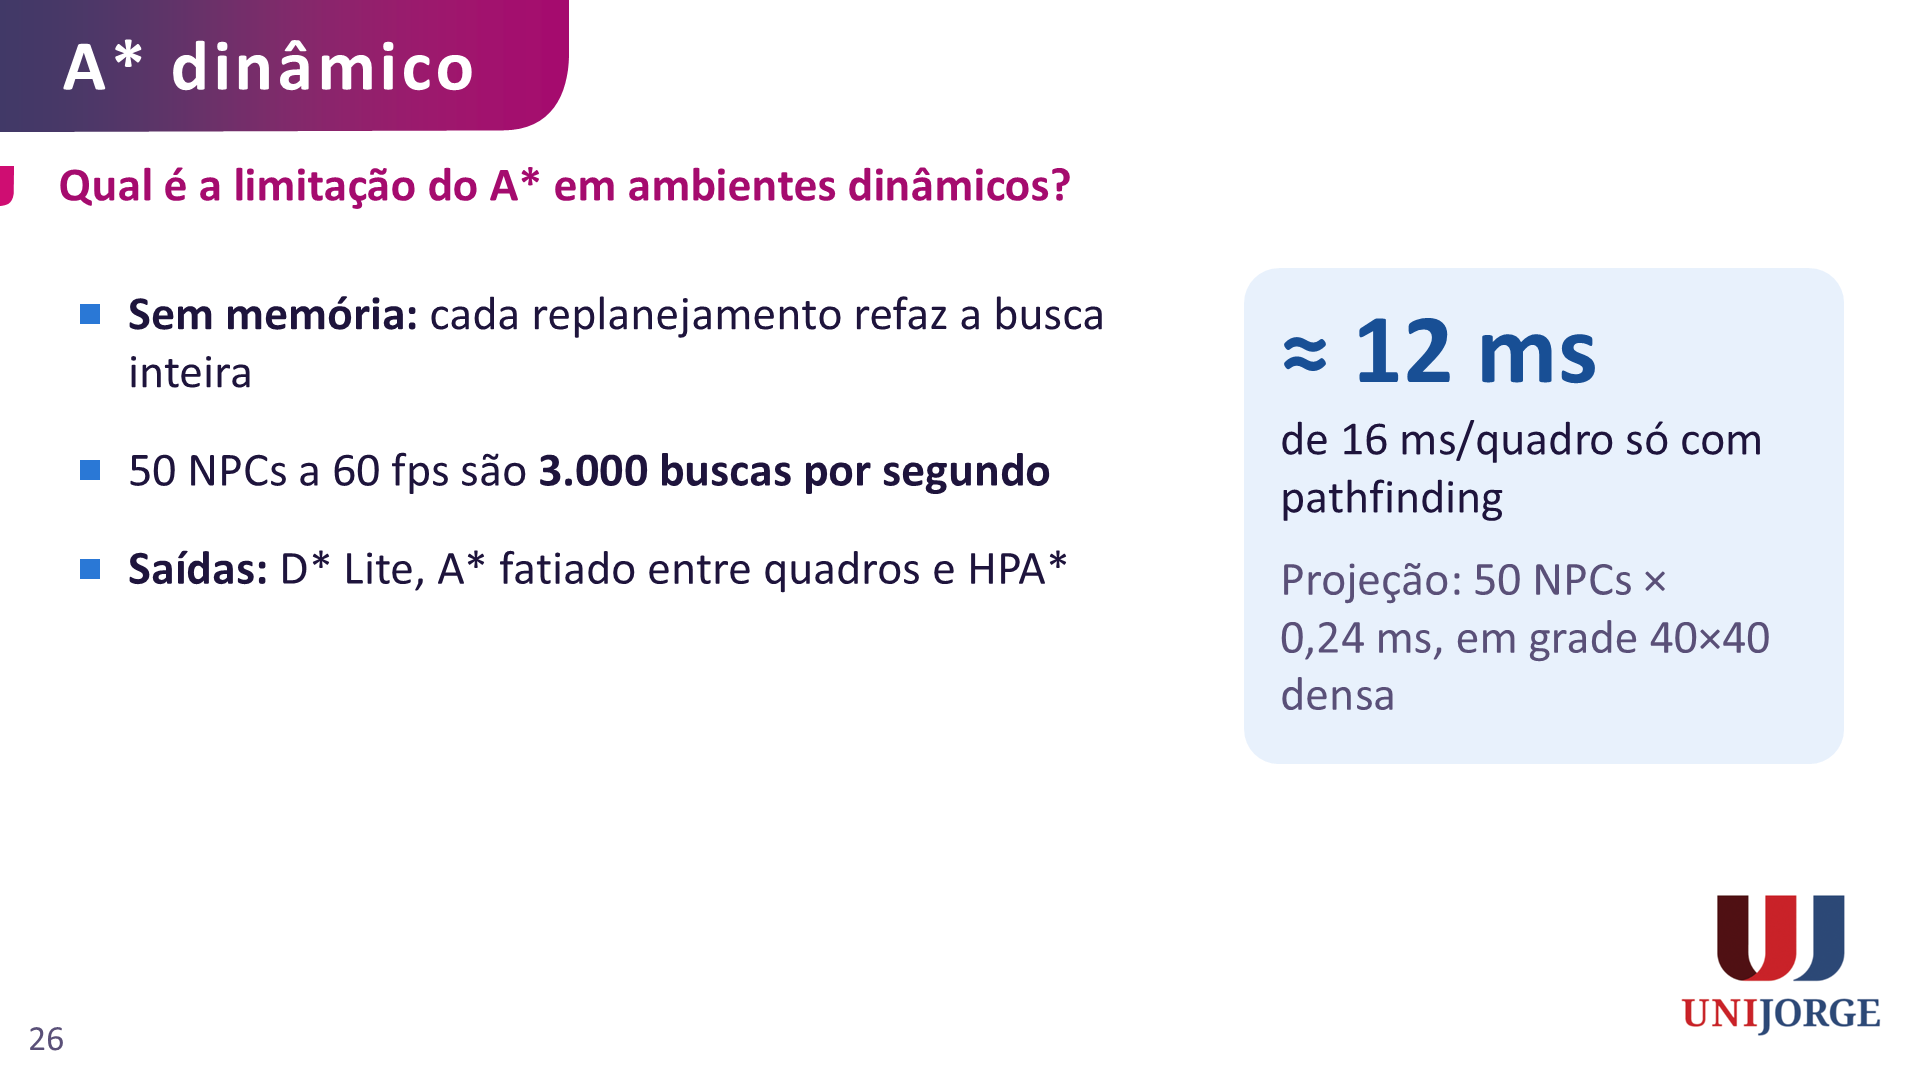 A* dinâmico
Qual é a limitação do A* em ambientes dinâmicos?
Sem memória: cada replanejamento refaz a busca
inteira
50 NPCs a 60 fps são 3.000 buscas por segundo
Saídas: D* Lite, A* fatiado entre quadros e HPA*
≈ 12 ms
de 16 ms/quadro só com
pathfinding
Projeção: 50 NPCs ×
0,24 ms, em grade 40×40
densa
UNIJORGE
26